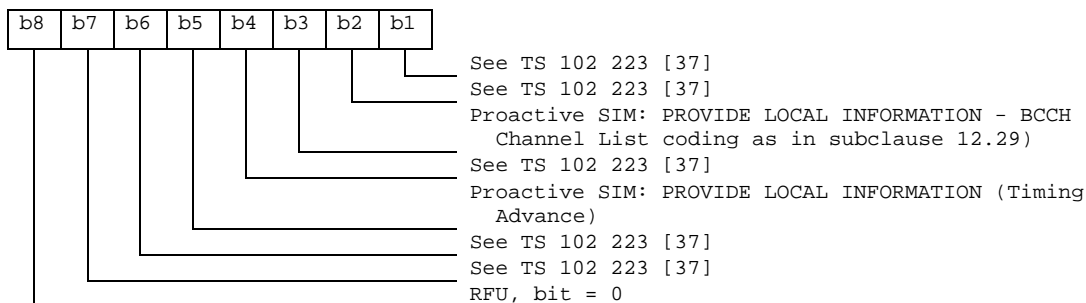 b8 b7 b6 b5 b4 b3 b2 b1
See TS 102 223 [37]
See TS 102 223 [37]
Proactive SIM: PROVIDE LOCAL INFORMATION - BCCH
Channel List coding as in subclause 12.29)
See TS 102 223 [37]
Proactive SIM: PROVIDE LOCAL INFORMATION (Timing
Advance)
See TS 102 223 [37]
See TS 102 223 [37]
RFU, bit = 0